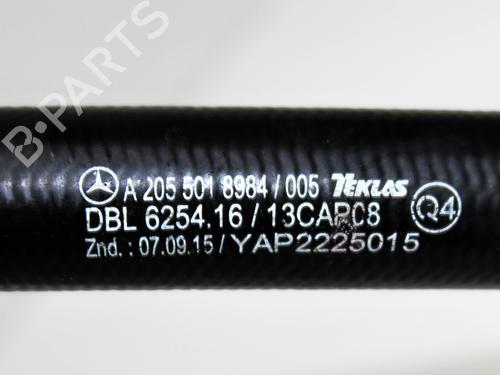 A 205 501 8984 / 005 TEKLAS
DBL 6254.16 / 13CAPC8 Q4
Znd.: 07.09.15 / YAP2225015
B-PARTS